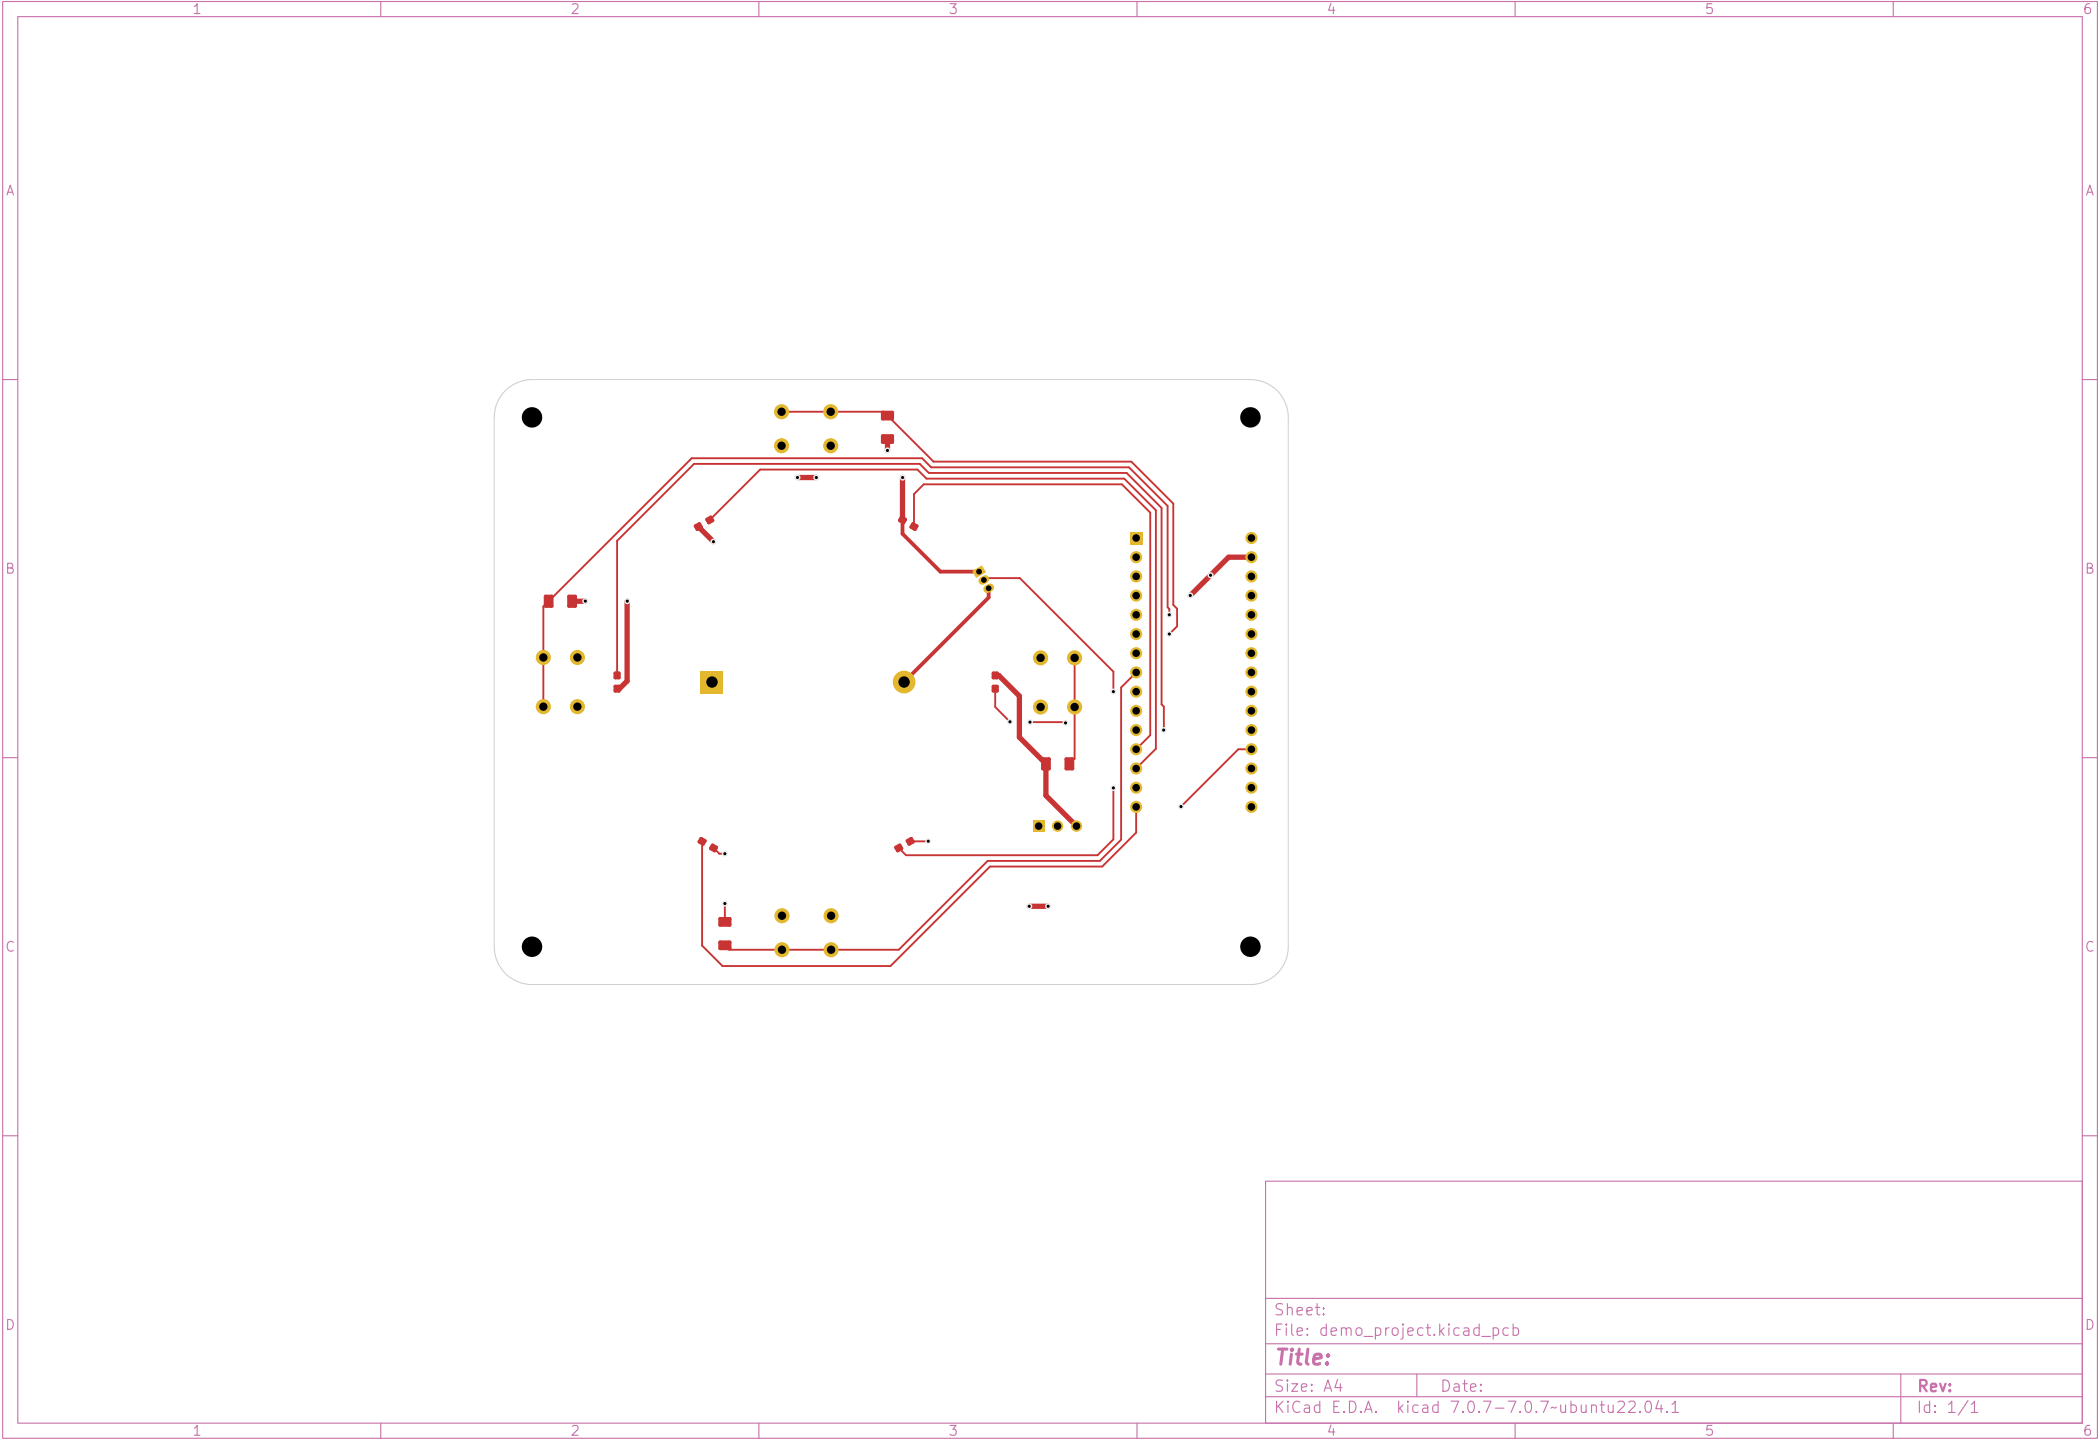 1 2 3 4 5 6
A A
B B
C C
D D
Sheet:
File: demo_project.kicad_pcb
Title:
Size: A4 Date: Rev:
KiCad E.D.A. kicad 7.0.7-7.0.7~ubuntu22.04.1 Id: 1/1
1 2 3 4 5 6